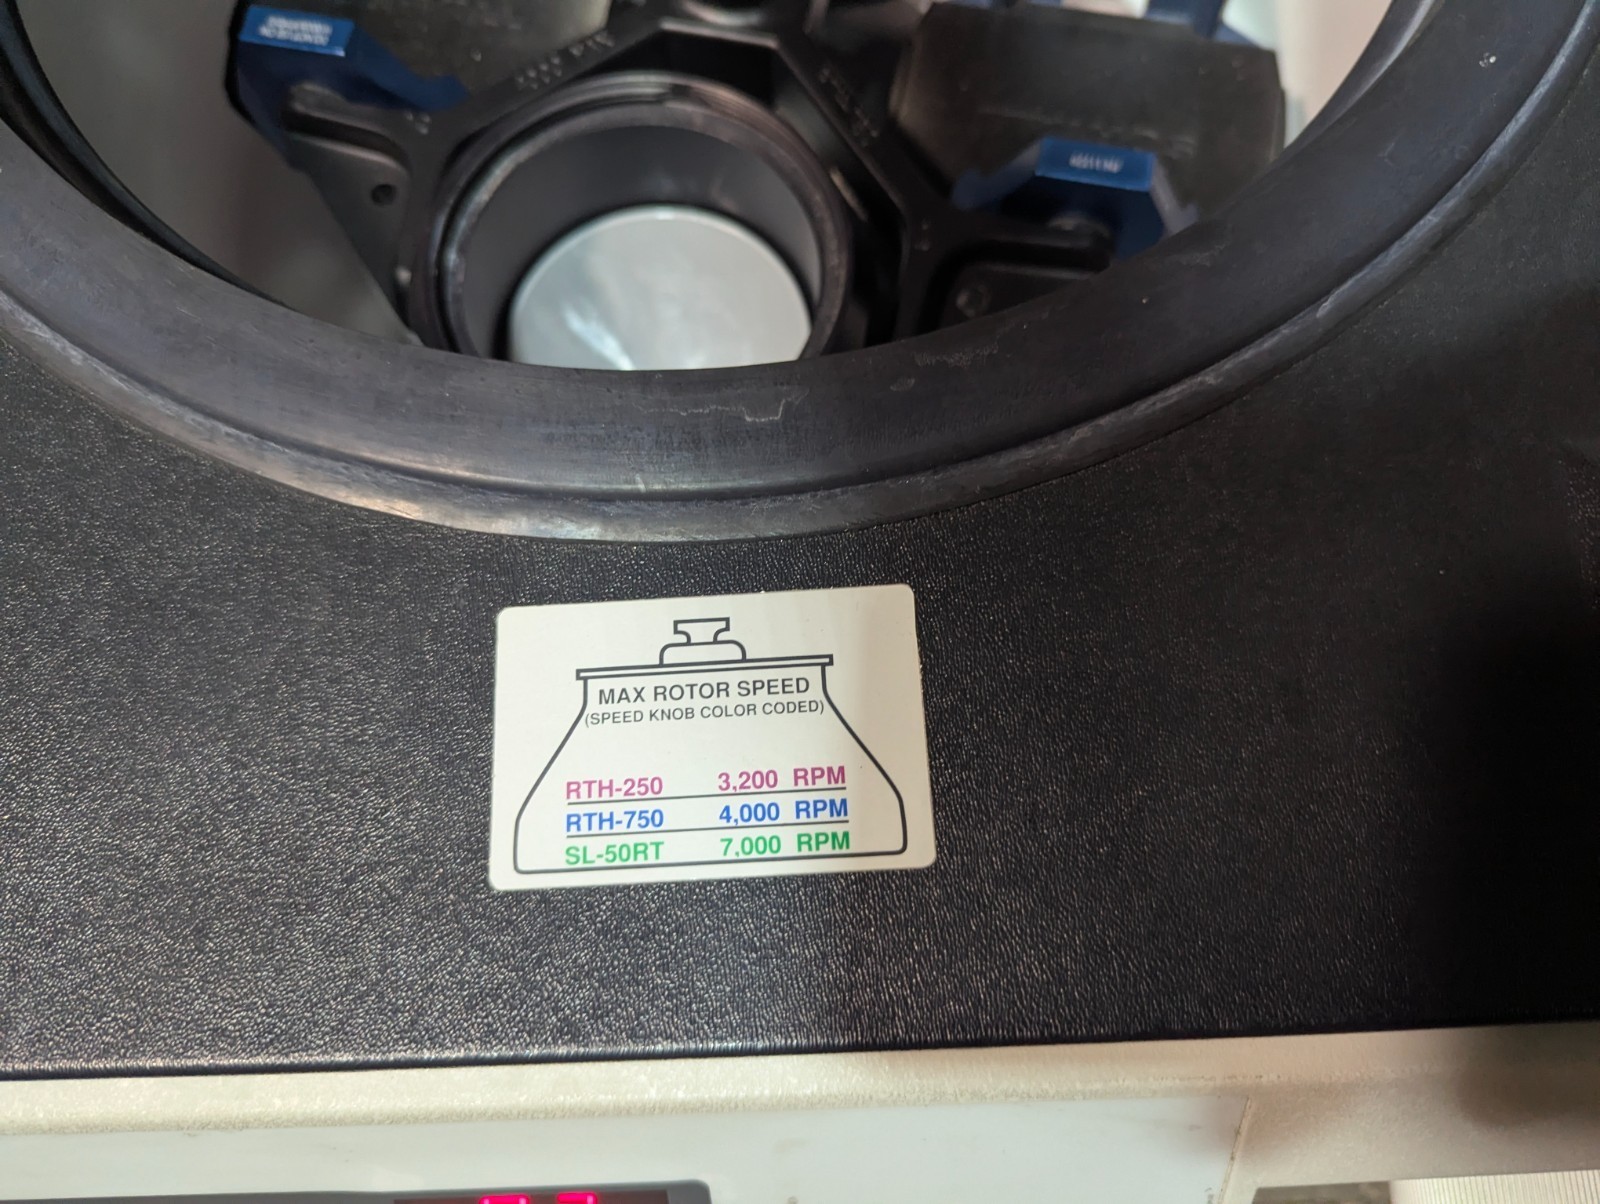 MAX ROTOR SPEED
(SPEED KNOB COLOR CODED)
RTH-250 3,200 RPM
RTH-750 4,000 RPM
SL-50RT 7,000 RPM